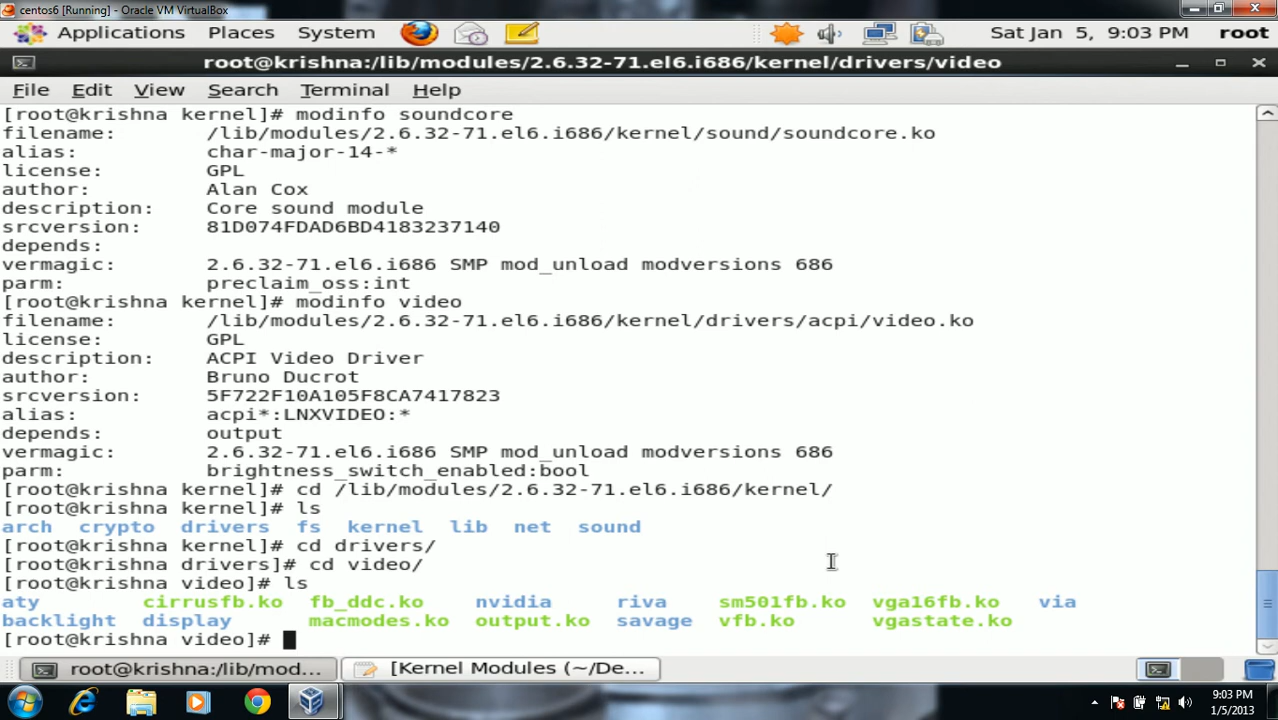 centos6 [Running] - Oracle VM VirtualBox
Applications Places System Sat Jan 5, 9:03 PM root
root@krishna:/lib/modules/2.6.32-71.el6.i686/kernel/drivers/video
File Edit View Search Terminal Help
[root@krishna kernel]# modinfo soundcore
filename: /lib/modules/2.6.32-71.el6.i686/kernel/sound/soundcore.ko
alias: char-major-14-*
license: GPL
author: Alan Cox
description: Core sound module
srcversion: 81D074FDAD6BD4183237140
depends:
vermagic: 2.6.32-71.el6.i686 SMP mod_unload modversions 686
parm: preclaim_oss:int
[root@krishna kernel]# modinfo video
filename: /lib/modules/2.6.32-71.el6.i686/kernel/drivers/acpi/video.ko
license: GPL
description: ACPI Video Driver
author: Bruno Ducrot
srcversion: 5F722F10A105F8CA7417823
alias: acpi*:LNXVIDEO:*
depends: output
vermagic: 2.6.32-71.el6.i686 SMP mod_unload modversions 686
parm: brightness_switch_enabled:bool
[root@krishna kernel]# cd /lib/modules/2.6.32-71.el6.i686/kernel/
[root@krishna kernel]# ls
arch crypto drivers fs kernel lib net sound
[root@krishna kernel]# cd drivers/
[root@krishna drivers]# cd video/
[root@krishna video]# ls
aty cirrusfb.ko fb_ddc.ko nvidia riva sm501fb.ko vga16fb.ko via
backlight display macmodes.ko output.ko savage vfb.ko vgastate.ko
[root@krishna video]#
root@krishna:/lib/mod... [Kernel Modules (~/De...
9:03 PM
1/5/2013